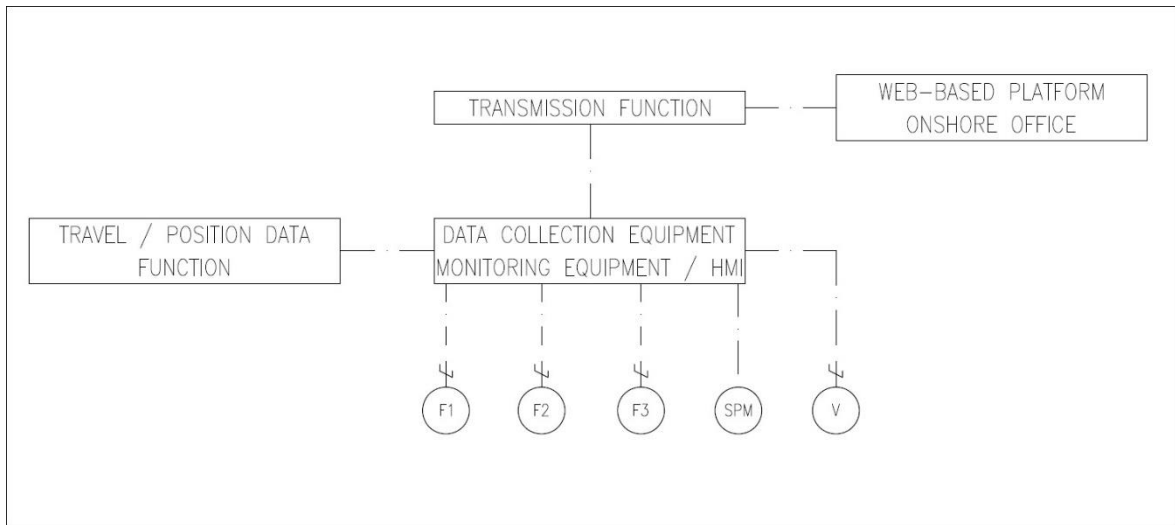 TRANSMISSION FUNCTION
WEB-BASED PLATFORM
ONSHORE OFFICE
TRAVEL / POSITION DATA
FUNCTION
DATA COLLECTION EQUIPMENT
MONITORING EQUIPMENT / HMI
F1
F2
F3
SPM
V